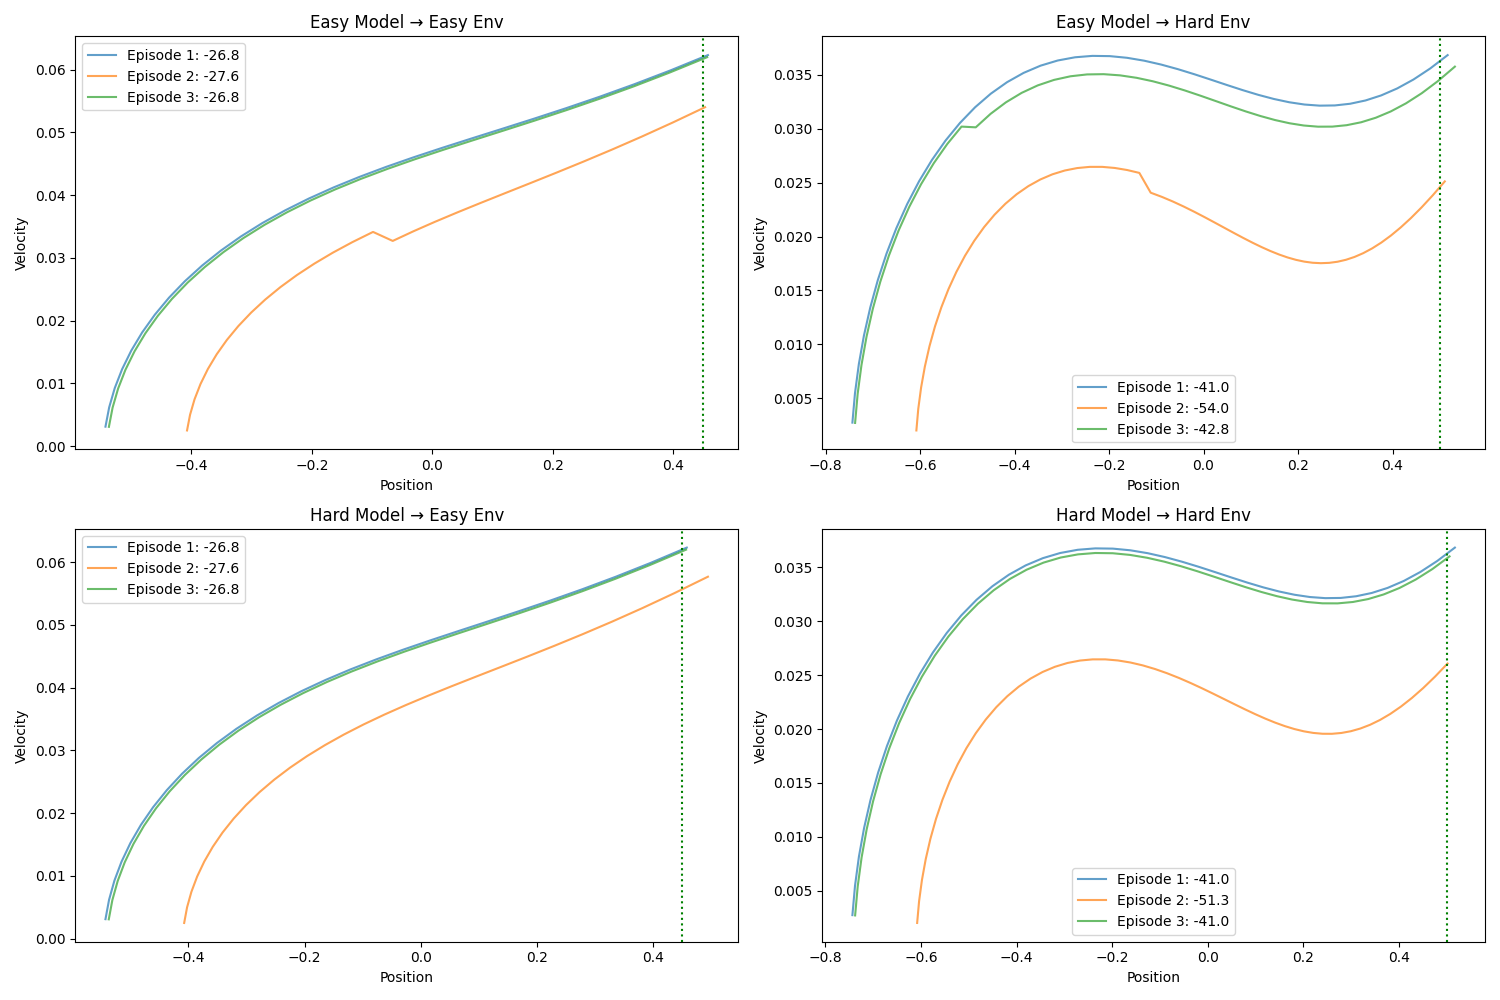 Easy Model → Easy Env
Episode 1: -26.8
Episode 2: -27.6
Episode 3: -26.8
0.06
0.05
0.04
0.03
0.02
0.01
0.00
Velocity
−0.4
−0.2
0.0
0.2
0.4
Position
Easy Model → Hard Env
0.035
0.030
0.025
0.020
0.015
0.010
0.005
Velocity
Episode 1: -41.0
Episode 2: -54.0
Episode 3: -42.8
−0.8
−0.6
−0.4
−0.2
0.0
0.2
0.4
Position
Hard Model → Easy Env
Episode 1: -26.8
Episode 2: -27.6
Episode 3: -26.8
0.06
0.05
0.04
0.03
0.02
0.01
0.00
Velocity
−0.4
−0.2
0.0
0.2
0.4
Position
Hard Model → Hard Env
0.035
0.030
0.025
0.020
0.015
0.010
0.005
Velocity
Episode 1: -41.0
Episode 2: -51.3
Episode 3: -41.0
−0.8
−0.6
−0.4
−0.2
0.0
0.2
0.4
Position